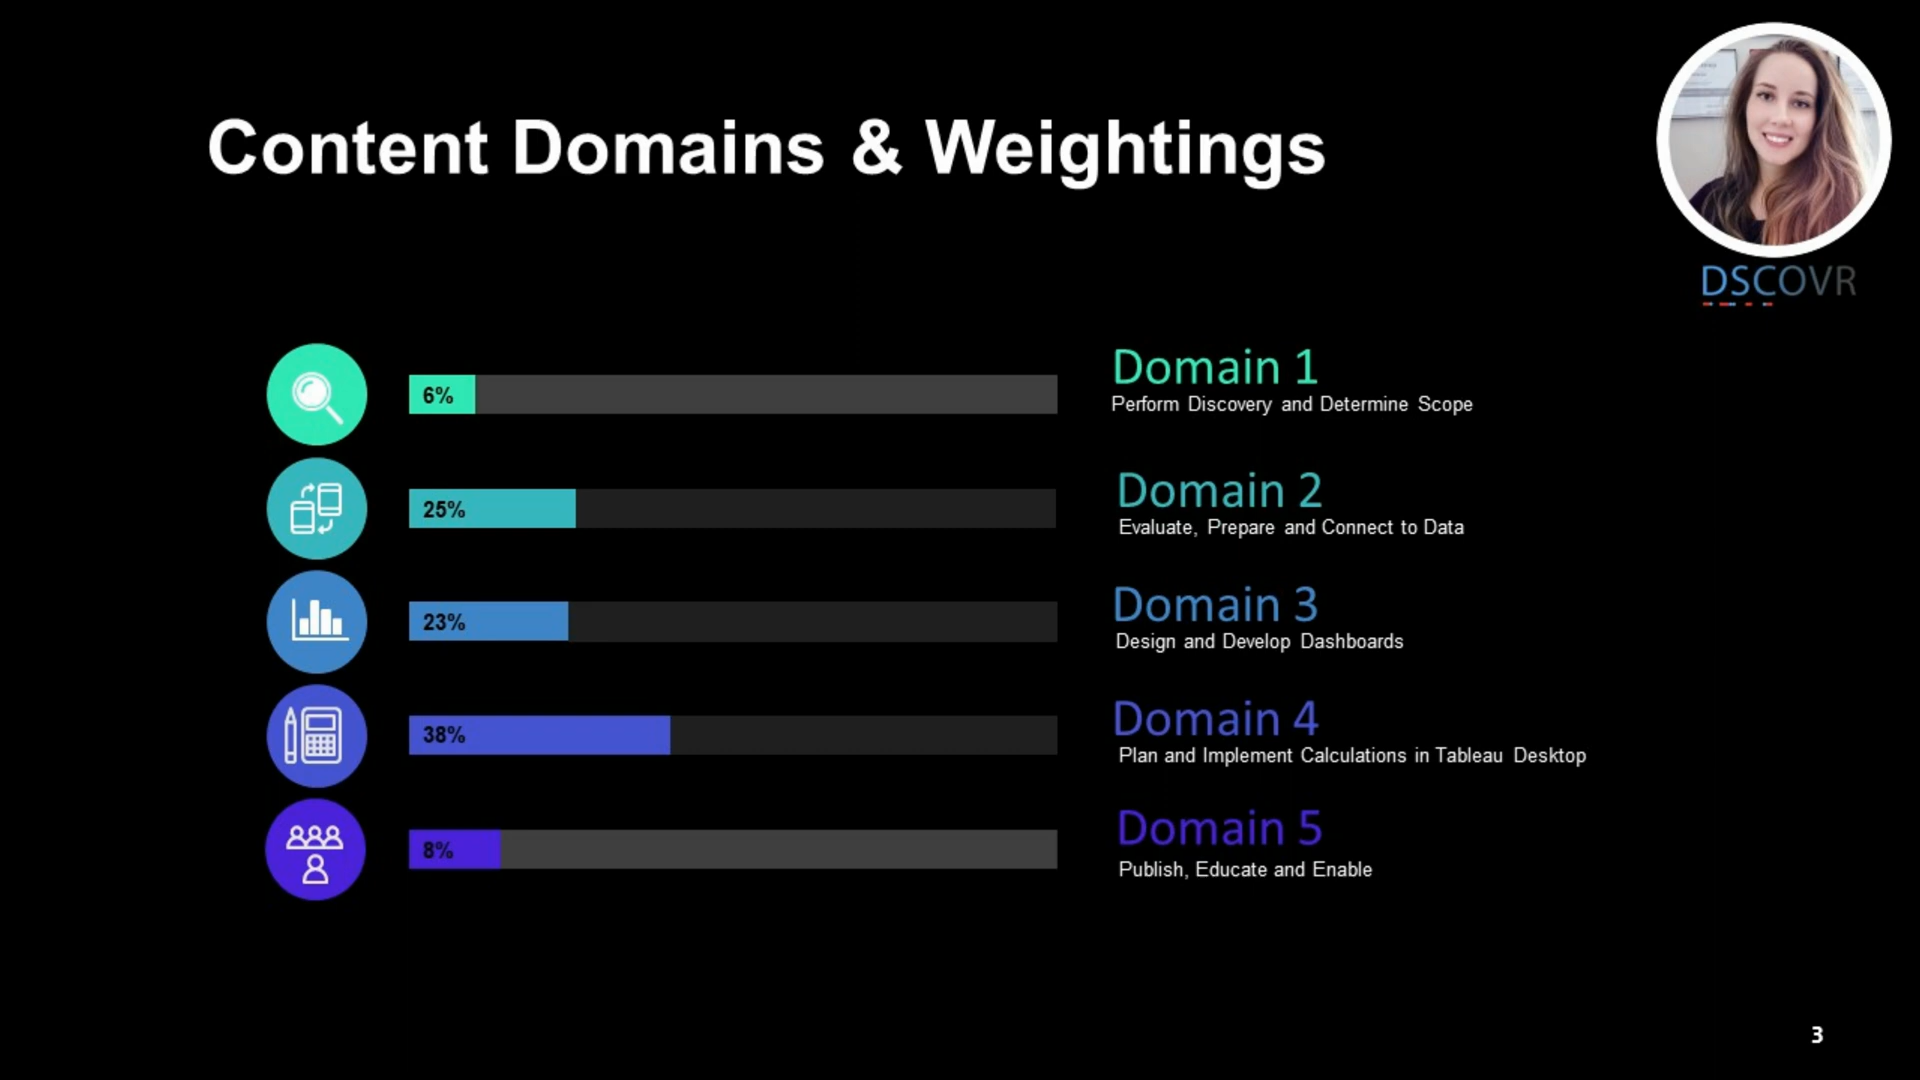 Content Domains & Weightings
DSCOVR
6%
Domain 1
Perform Discovery and Determine Scope
25%
Domain 2
Evaluate, Prepare and Connect to Data
23%
Domain 3
Design and Develop Dashboards
38%
Domain 4
Plan and Implement Calculations in Tableau Desktop
8%
Domain 5
Publish, Educate and Enable
3